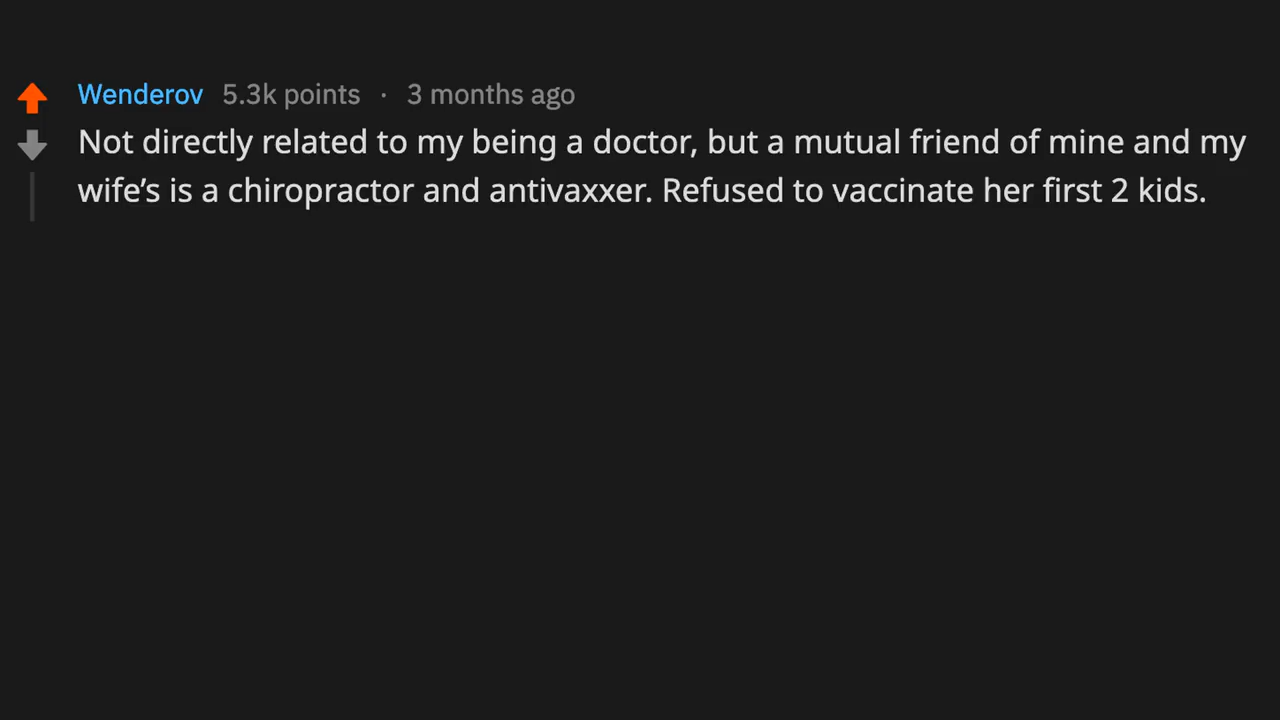 Wenderov 5.3k points · 3 months ago
Not directly related to my being a doctor, but a mutual friend of mine and my
wife’s is a chiropractor and antivaxxer. Refused to vaccinate her first 2 kids.